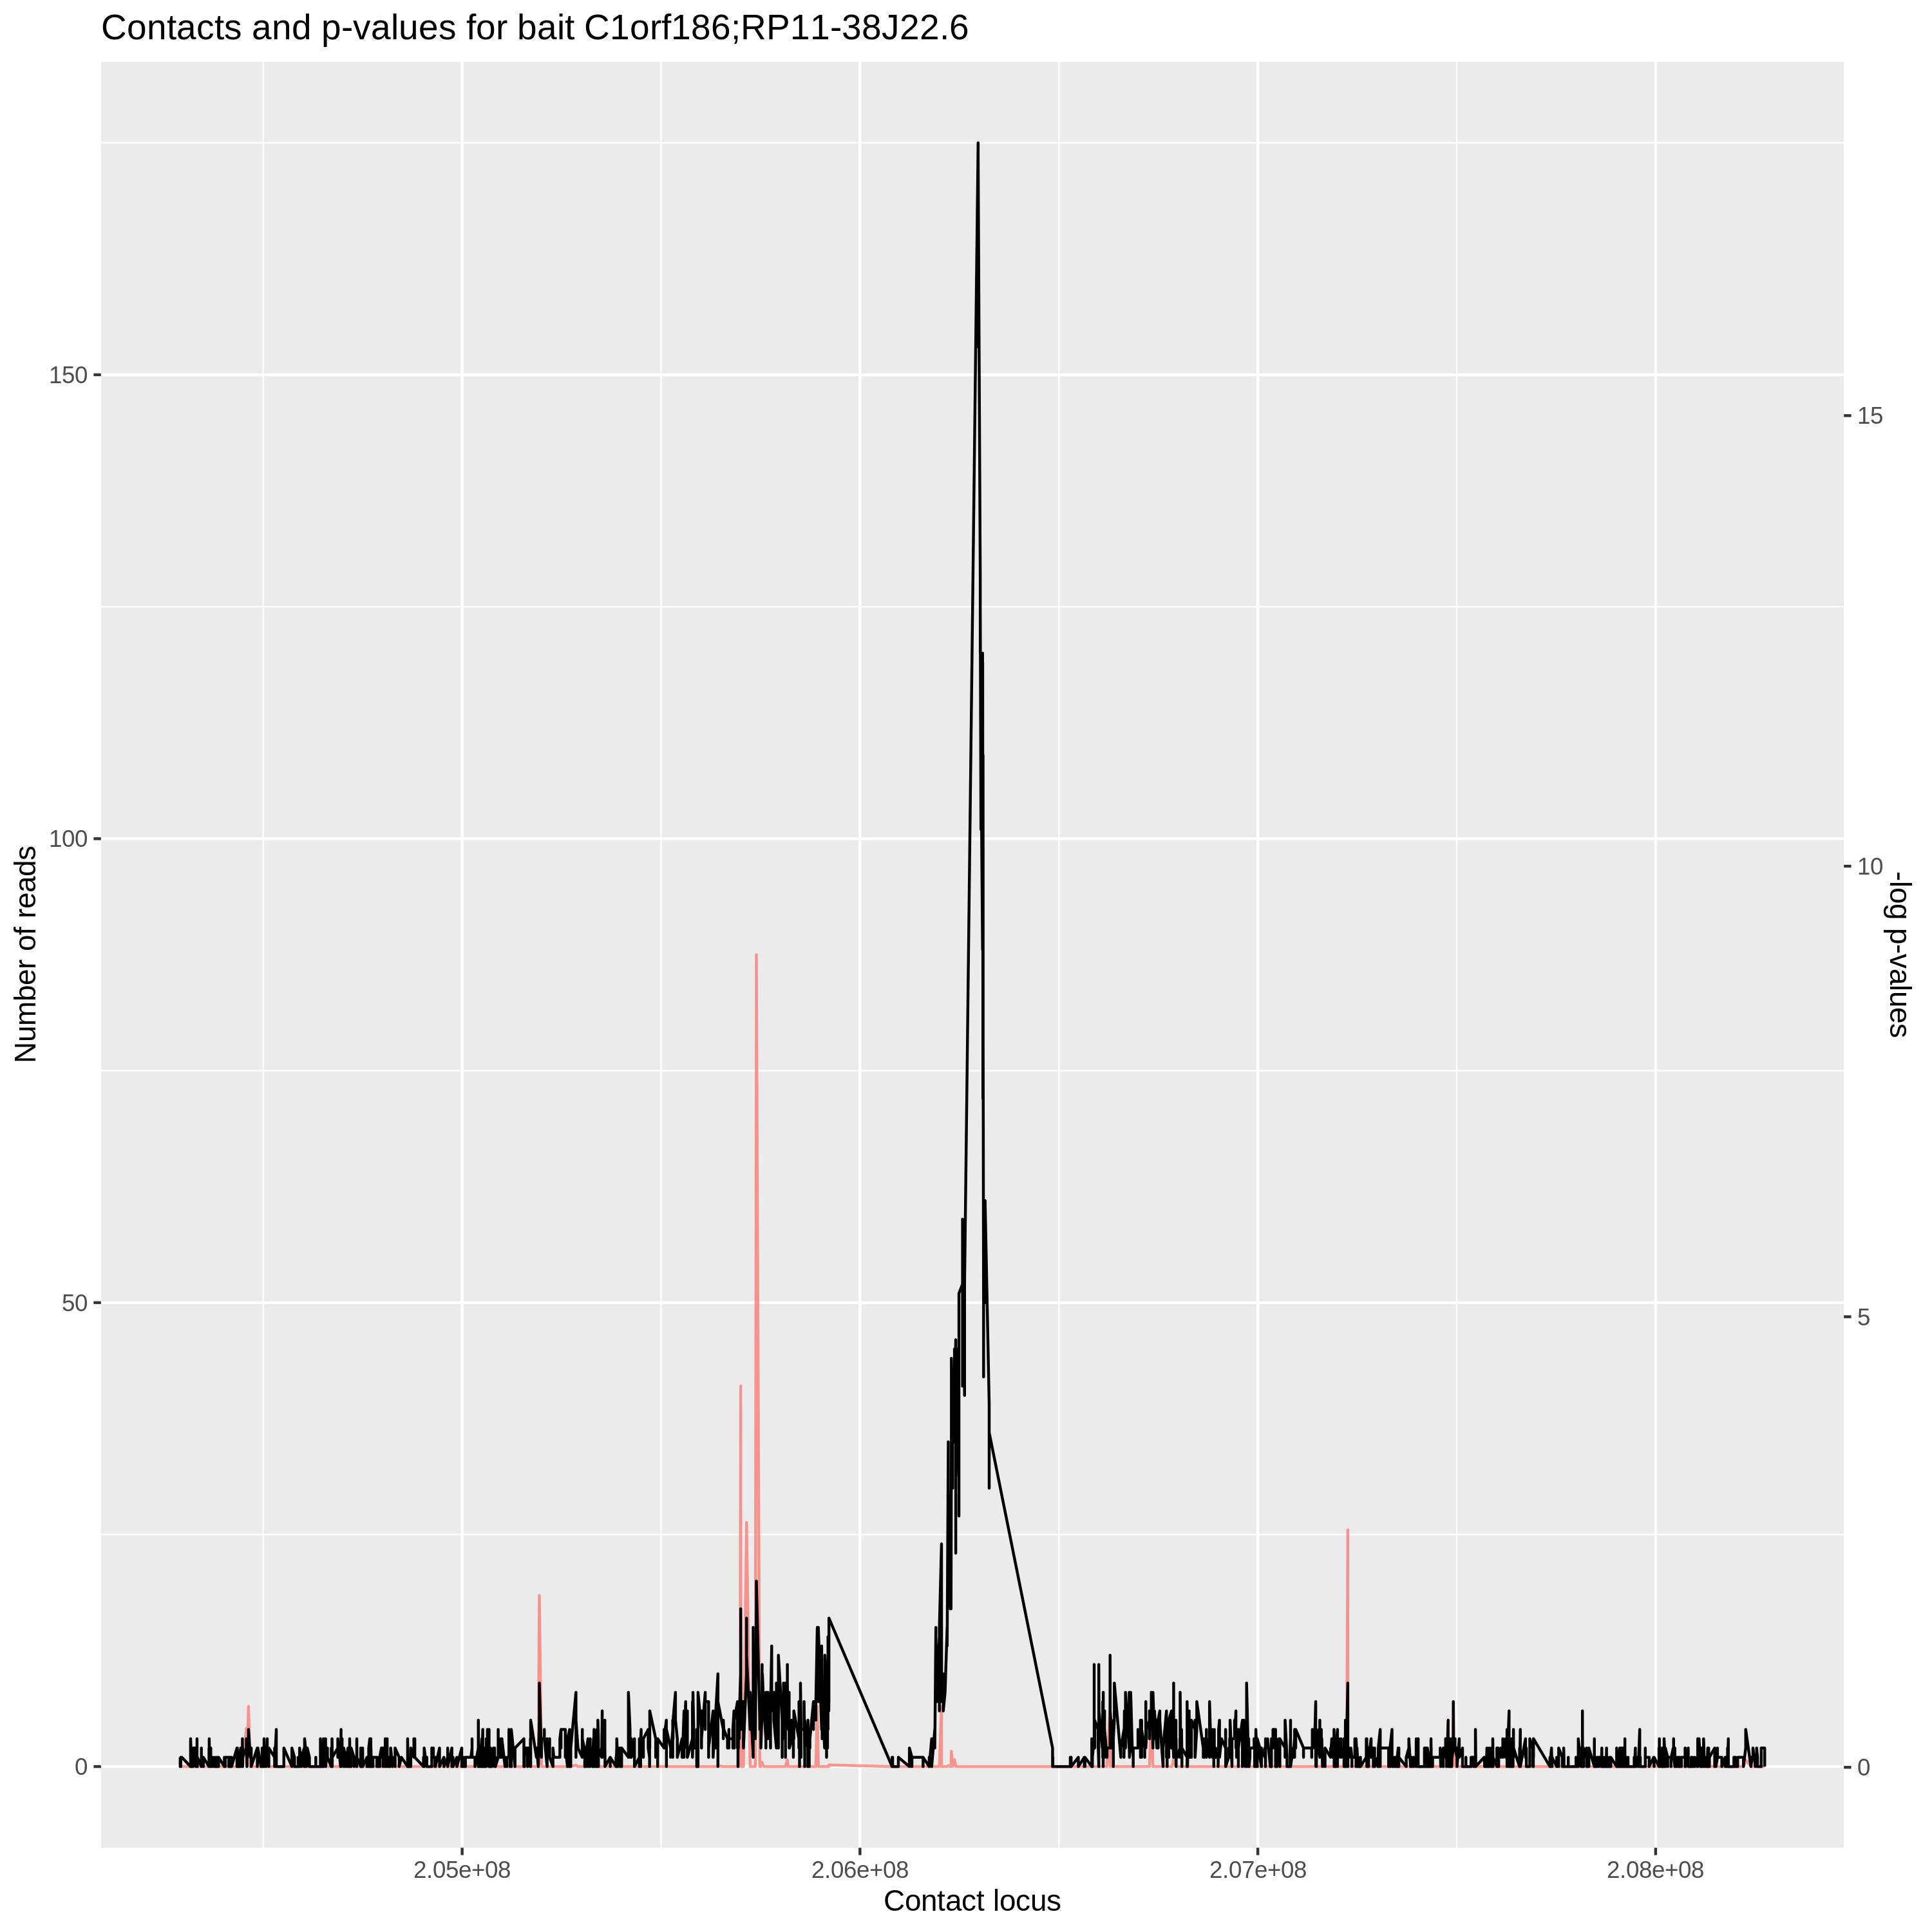 Contacts and p-values for bait C1orf186;RP11-38J22.6
150
100
50
0
Number of reads
15
10
5
0
-log p-values
2.05e+08
2.06e+08
2.07e+08
2.08e+08
Contact locus